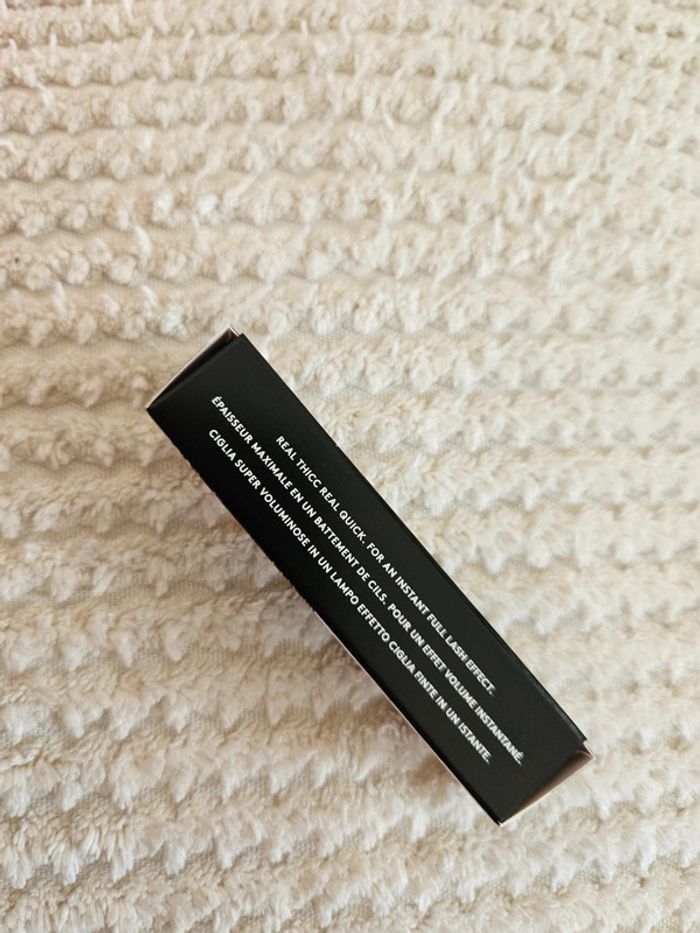 REAL THICC REAL QUICK. FOR AN INSTANT FULL LASH EFFECT.
ÉPAISSEUR MAXIMALE EN UN BATTEMENT DE CILS. POUR UN EFFET VOLUME INSTANTANÉ.
CIGLIA SUPER VOLUMINOSE IN UN LAMPO EFFETTO CIGLIA FINTE IN UN ISTANTE.